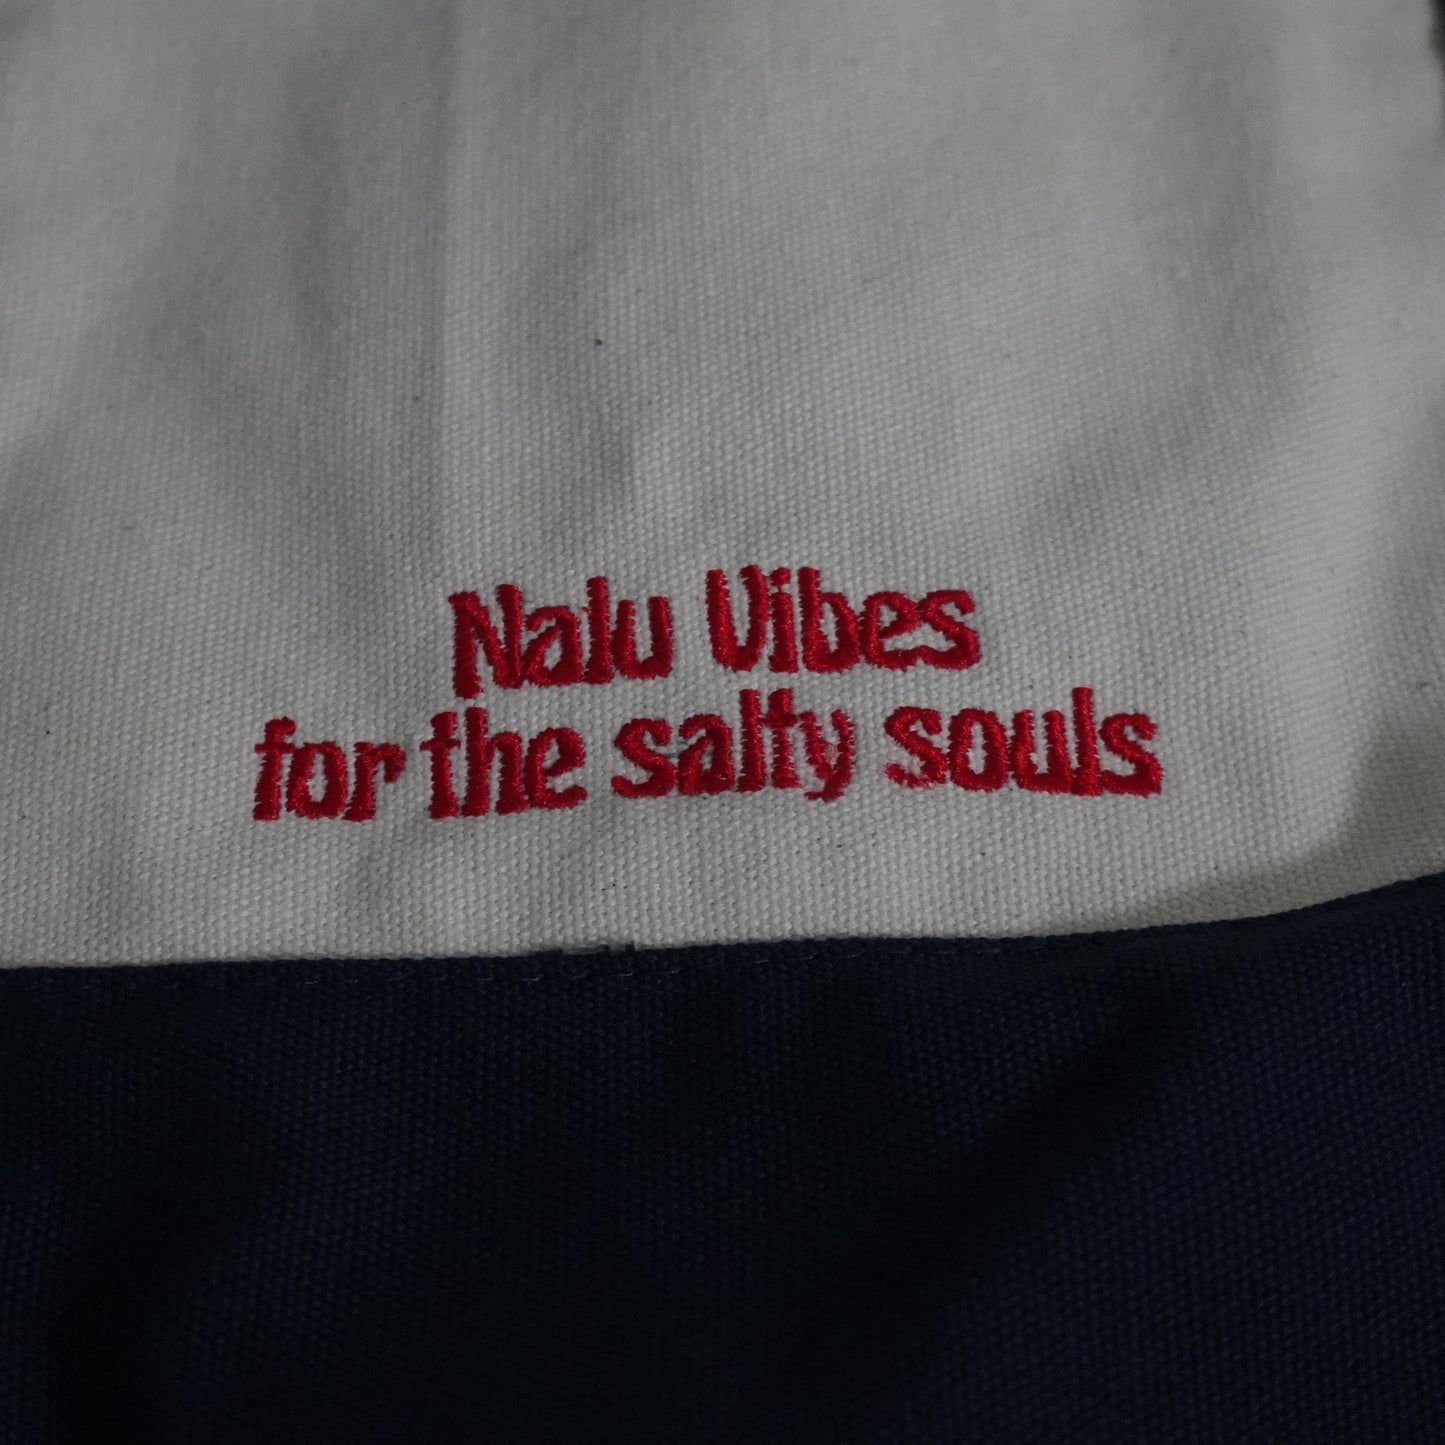 Nalu Vibes
for the salty souls